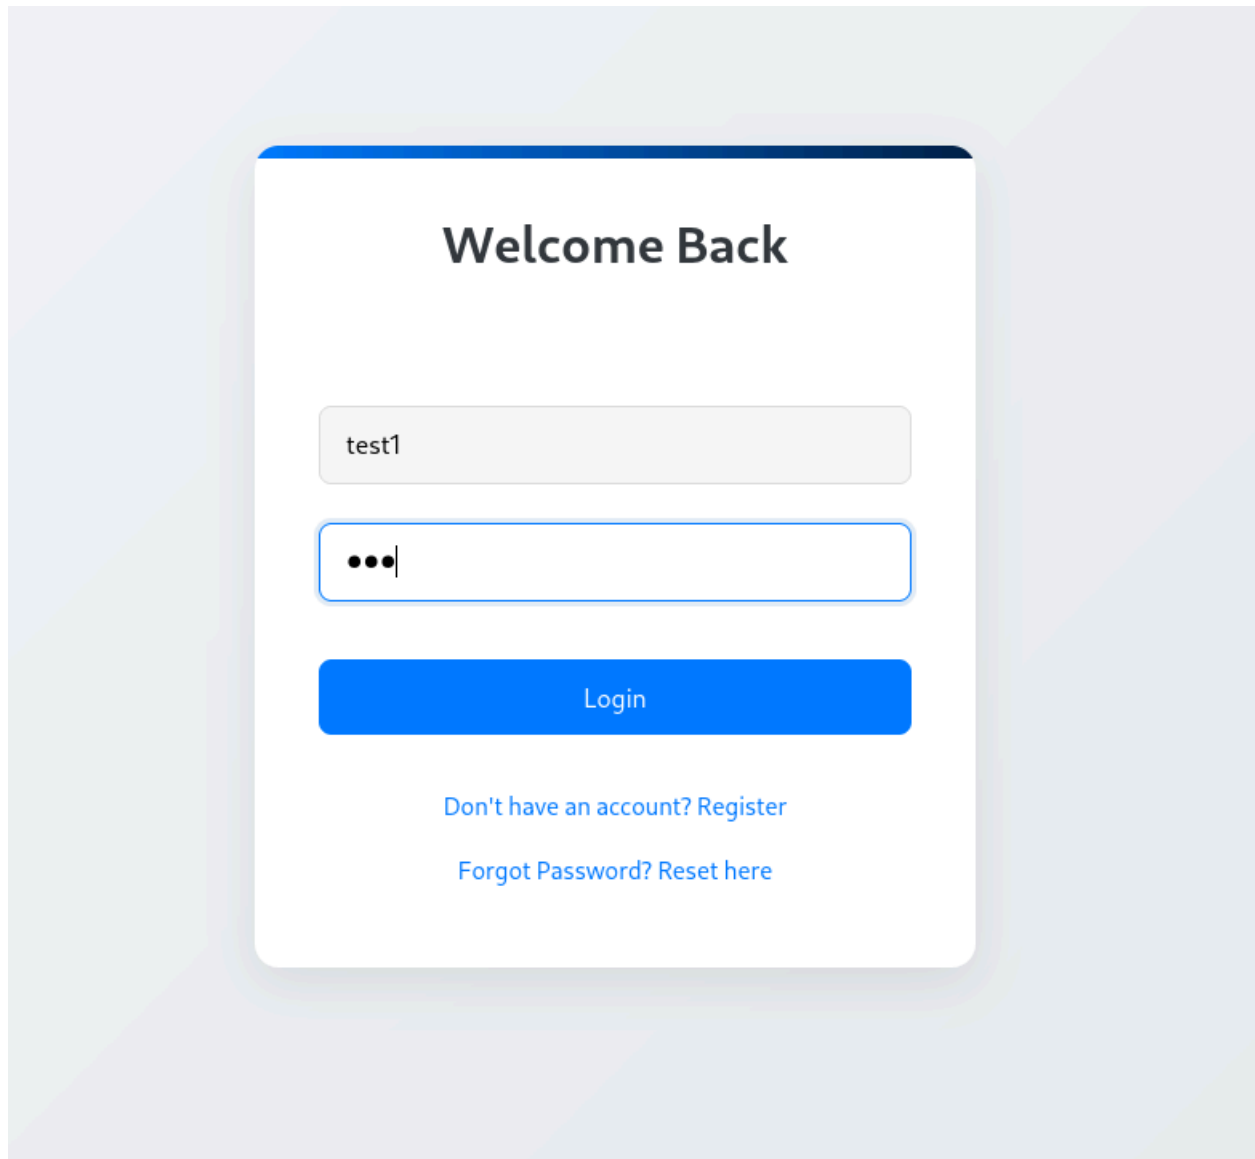 Welcome Back
test1
•••
Login
Don't have an account? Register
Forgot Password? Reset here